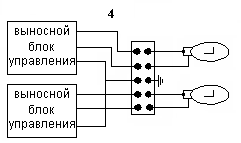 4
выносной
блок
управления
выносной
блок
управления